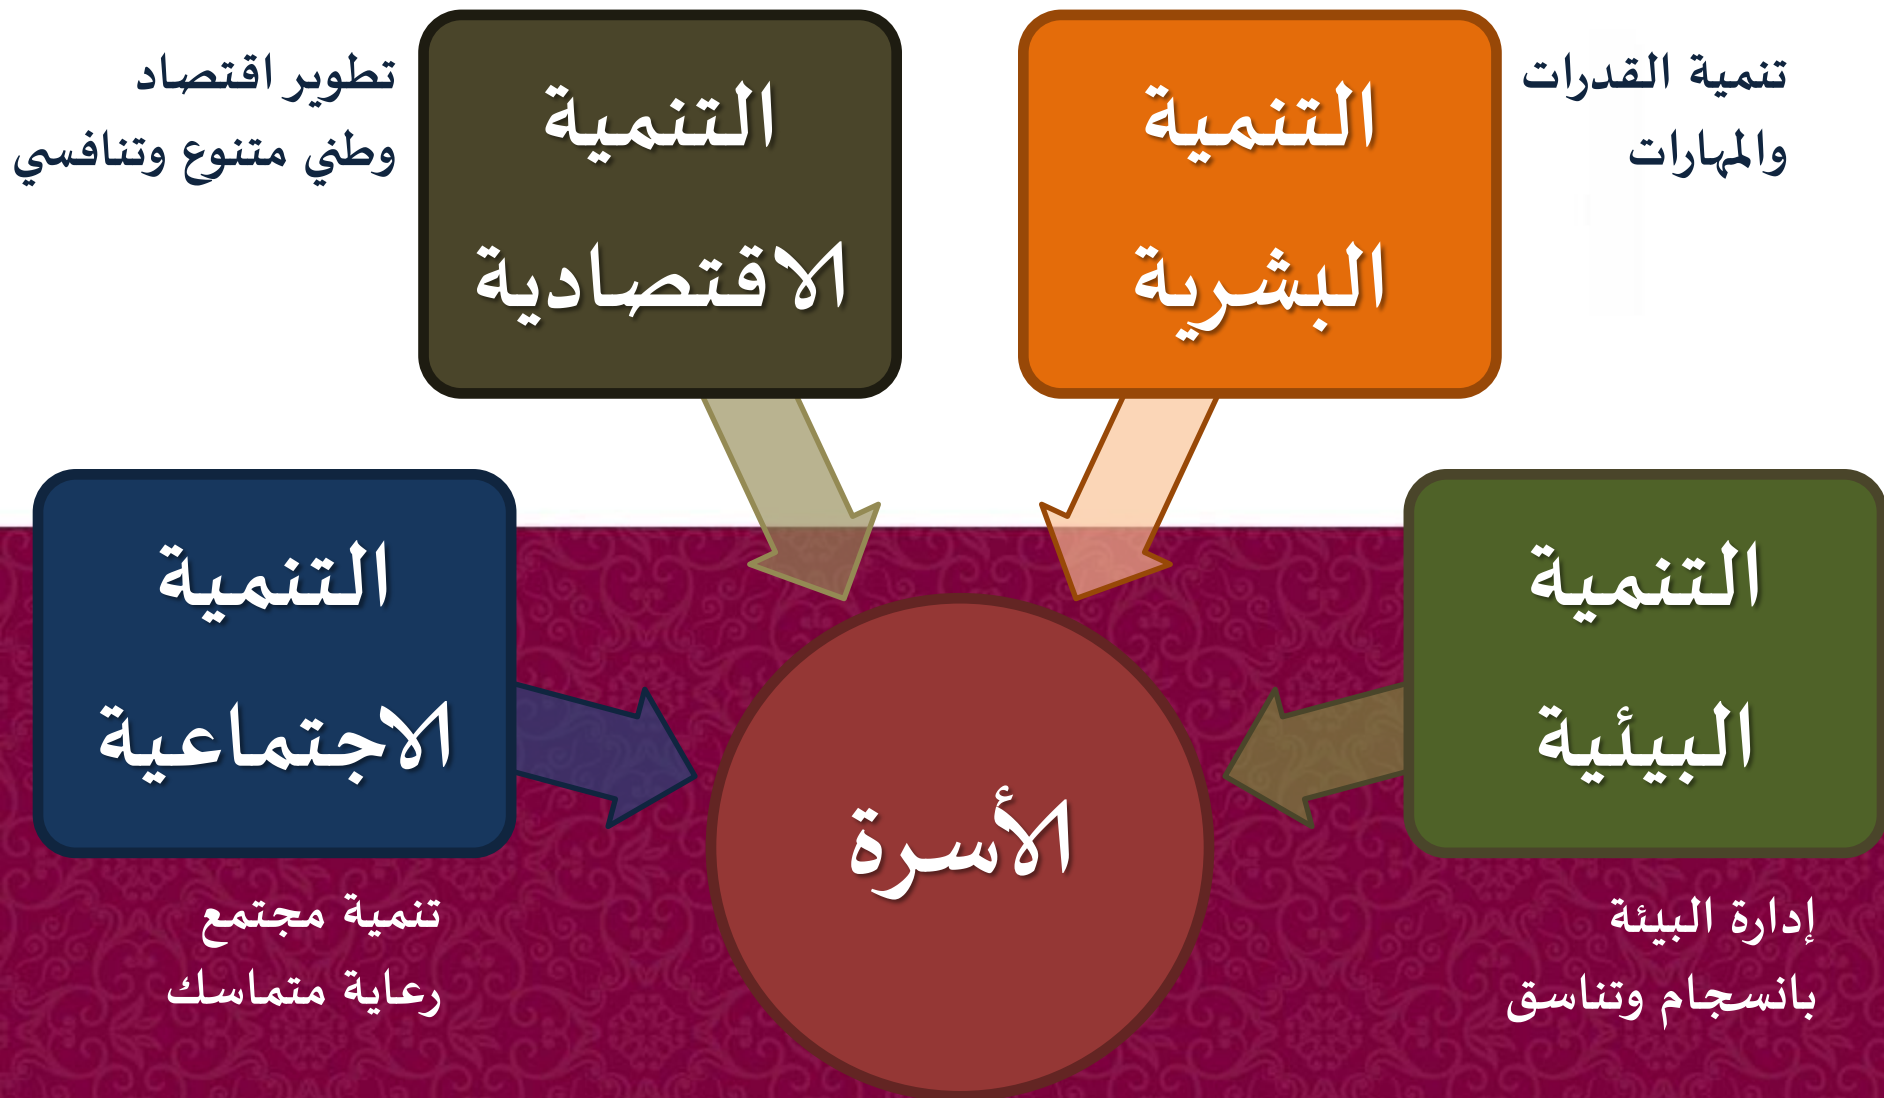 تنمية القدرات
والمهارات
التنمية
البشرية
التنمية
الاقتصادية
تطوير اقتصاد
وطني متنوع وتنافسي
التنمية
البيئية
إدارة البيئة
بانسجام وتناسق
الأسرة
التنمية
الاجتماعية
تنمية مجتمع
رعاية متماسك